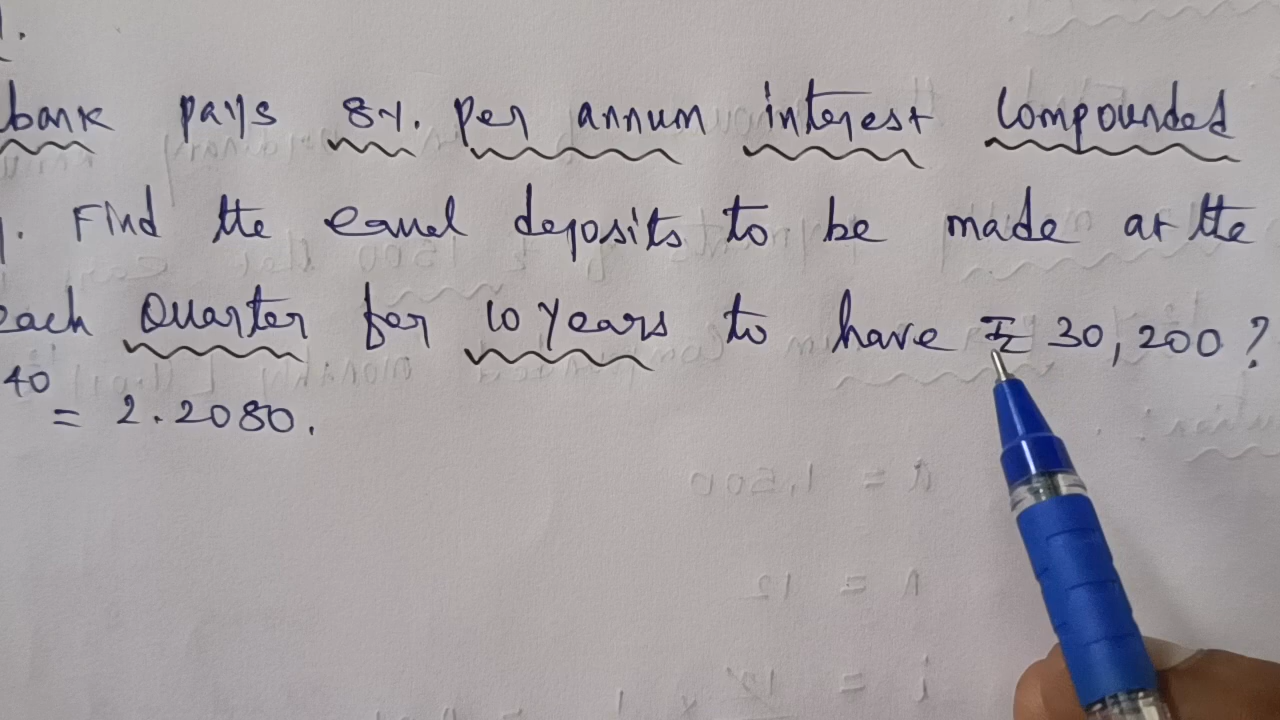 bank pays 8%. Per annum interest compounded
. Find the equal deposits to be made at the
each Quarter for 10 years to have ₹ 30,200 ?
40
= 2.2080.